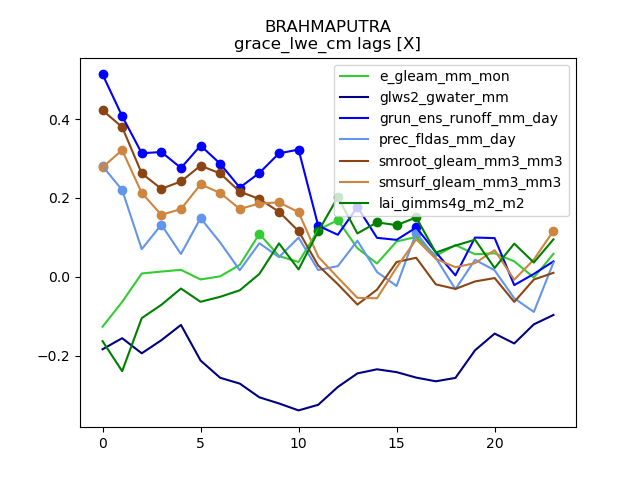 BRAHMAPUTRA
grace_lwe_cm lags [X]
e_gleam_mm_mon
glws2_gwater_mm
grun_ens_runoff_mm_day
prec_fldas_mm_day
smroot_gleam_mm3_mm3
smsurf_gleam_mm3_mm3
lai_gimms4g_m2_m2
0.4
0.2
0.0
−0.2
0 5 10 15 20